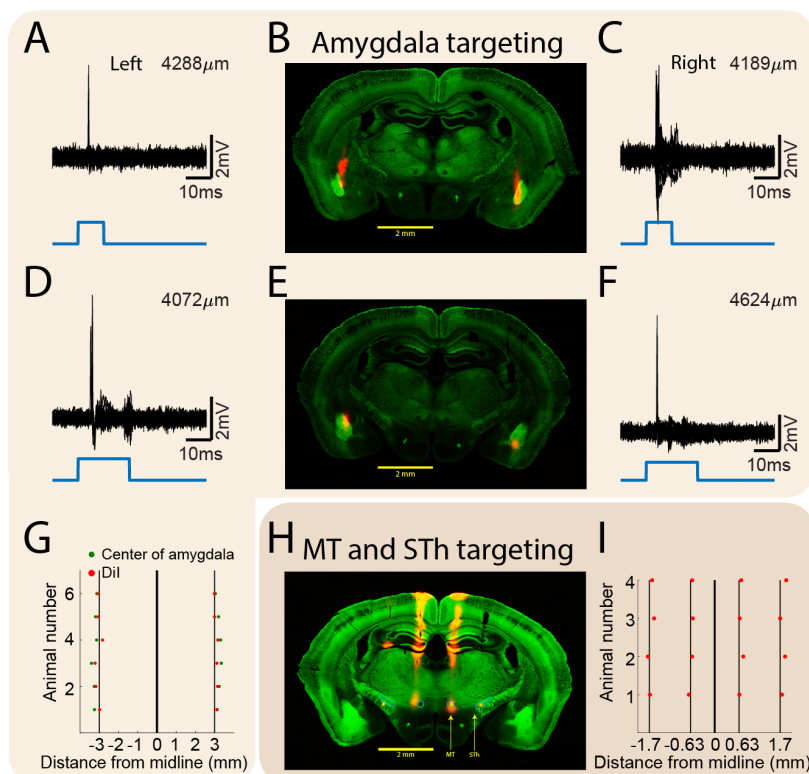 A
Left 4288μm
2mV
10ms
B Amygdala targeting
2 mm
C
Right 4189μm
2mV
10ms
D
4072μm
2mV
10ms
E
2 mm
F
4624μm
2mV
10ms
G
Center of amygdala
DiI
Animal number
6
4
2
-3 -2 -1 0 1 2 3
Distance from midline (mm)
H MT and STh targeting
2 mm
MT STh
I
Animal number
4
3
2
1
-1.7 -0.63 0 0.63 1.7
Distance from midline (mm)